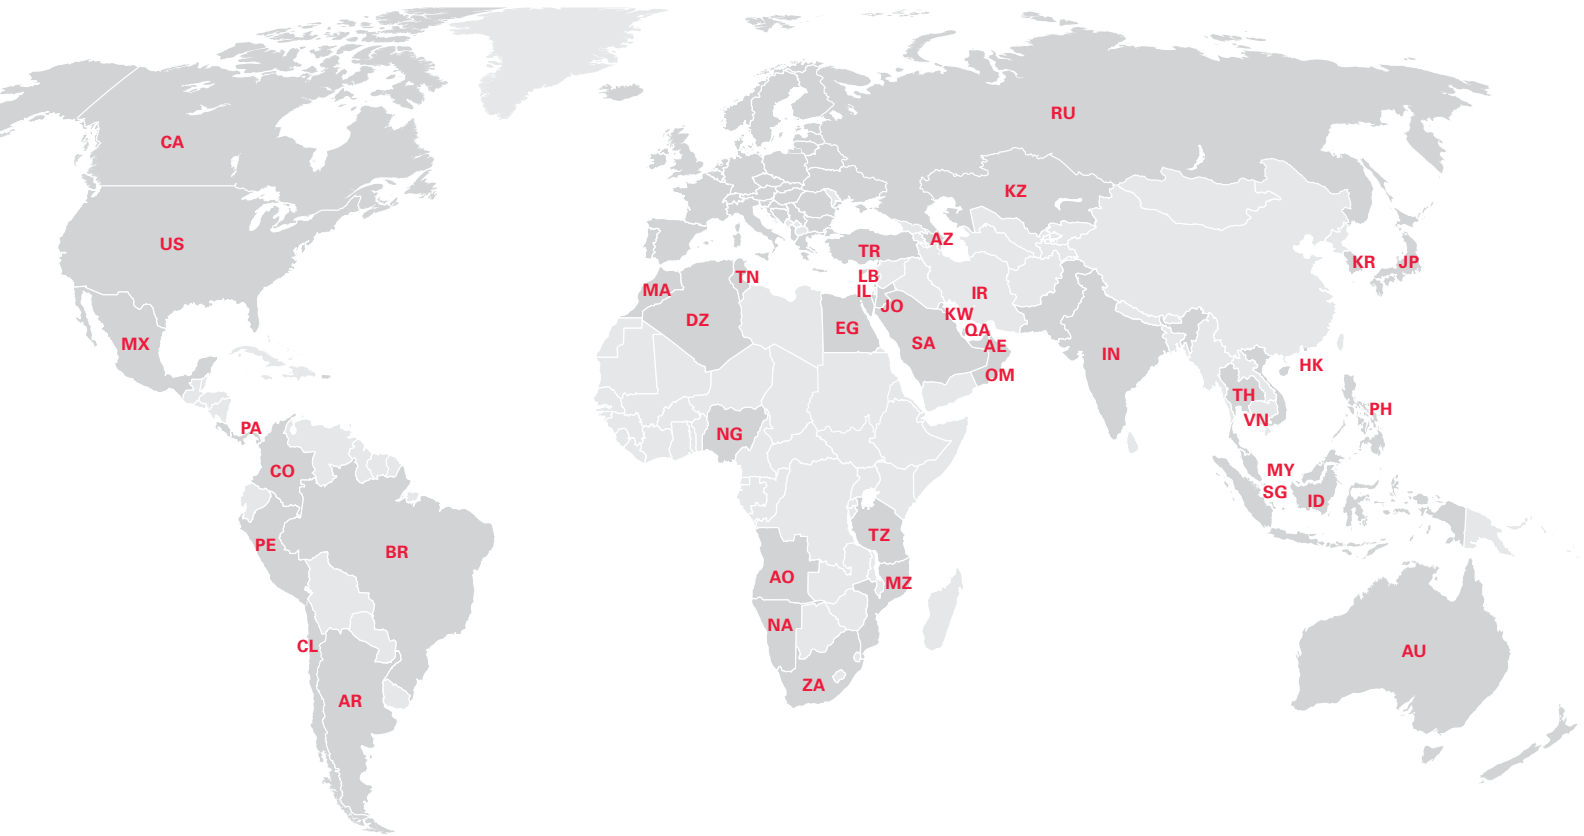 RU
CA
KZ
US
AZ
TR
KR
JP
LB
TN
MA
IL
IR
JO
KW
DZ
EG
QA
MX
SA
AE
IN
HK
OM
TH
PH
VN
PA
NG
CO
MY
SG
ID
TZ
PE
BR
AO
MZ
NA
CL
AU
ZA
AR